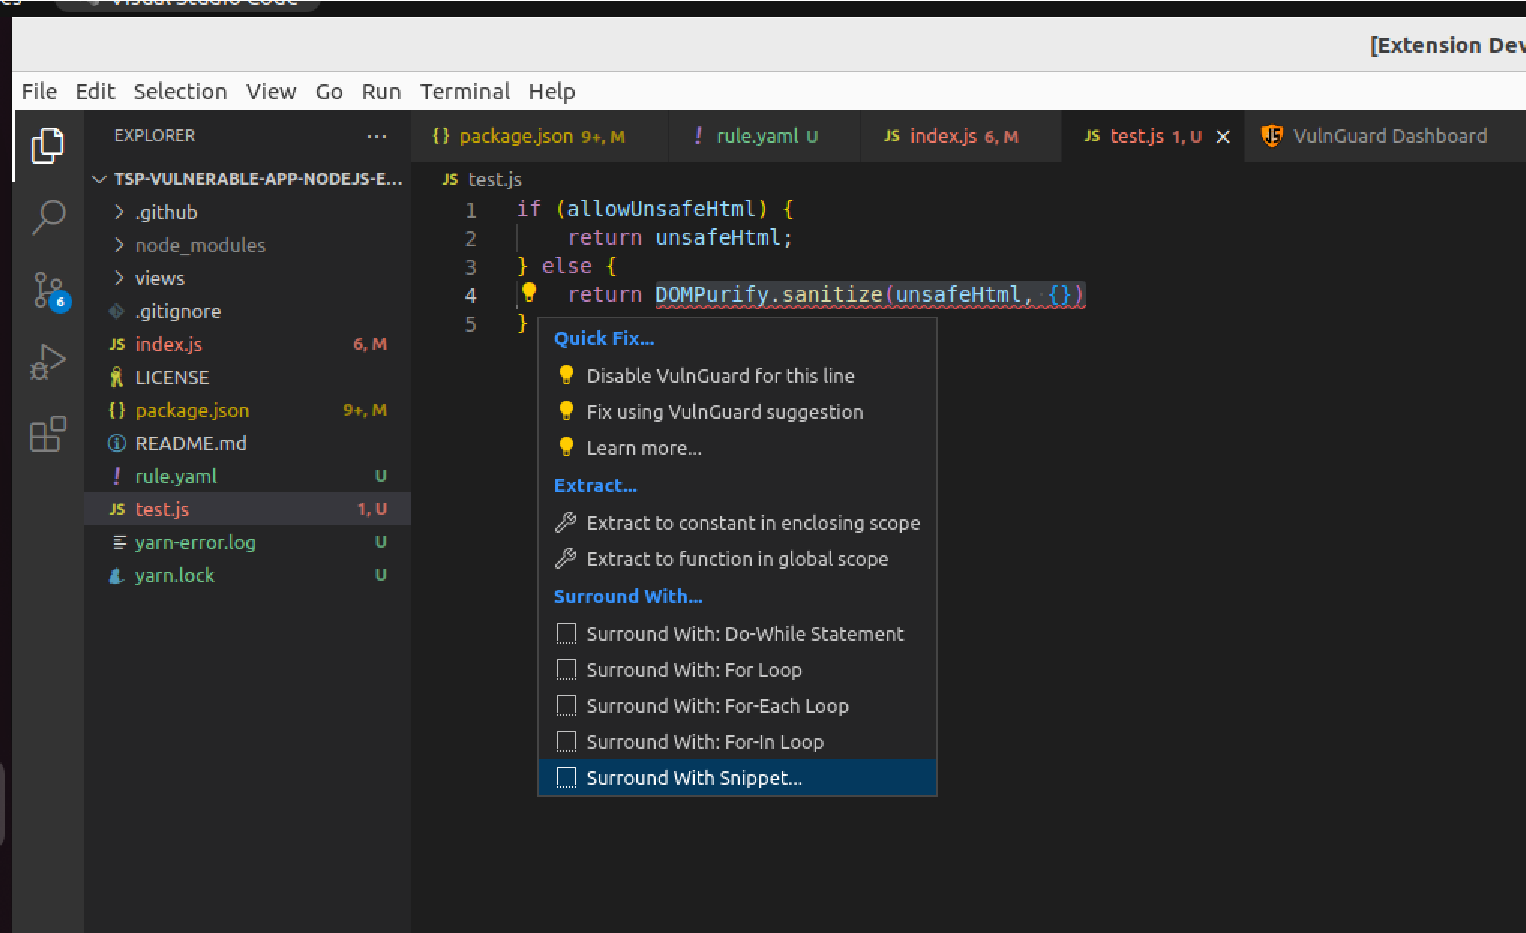 Visual Studio Code
[Extension Dev
File Edit Selection View Go Run Terminal Help
EXPLORER ...
{} package.json 9+, M
! rule.yaml U
JS index.js 6, M
JS test.js 1, U
VulnGuard Dashboard
TSP-VULNERABLE-APP-NODEJS-E...
.github
node_modules
views
.gitignore
JS index.js 6, M
LICENSE
{} package.json 9+, M
README.md
! rule.yaml U
JS test.js 1, U
yarn-error.log U
yarn.lock U
6
JS test.js
1 if (allowUnsafeHtml) {
2 return unsafeHtml;
3 } else {
4 return DOMPurify.sanitize(unsafeHtml, {})
5 }
Quick Fix...
Disable VulnGuard for this line
Fix using VulnGuard suggestion
Learn more...
Extract...
Extract to constant in enclosing scope
Extract to function in global scope
Surround With...
Surround With: Do-While Statement
Surround With: For Loop
Surround With: For-Each Loop
Surround With: For-In Loop
Surround With Snippet...